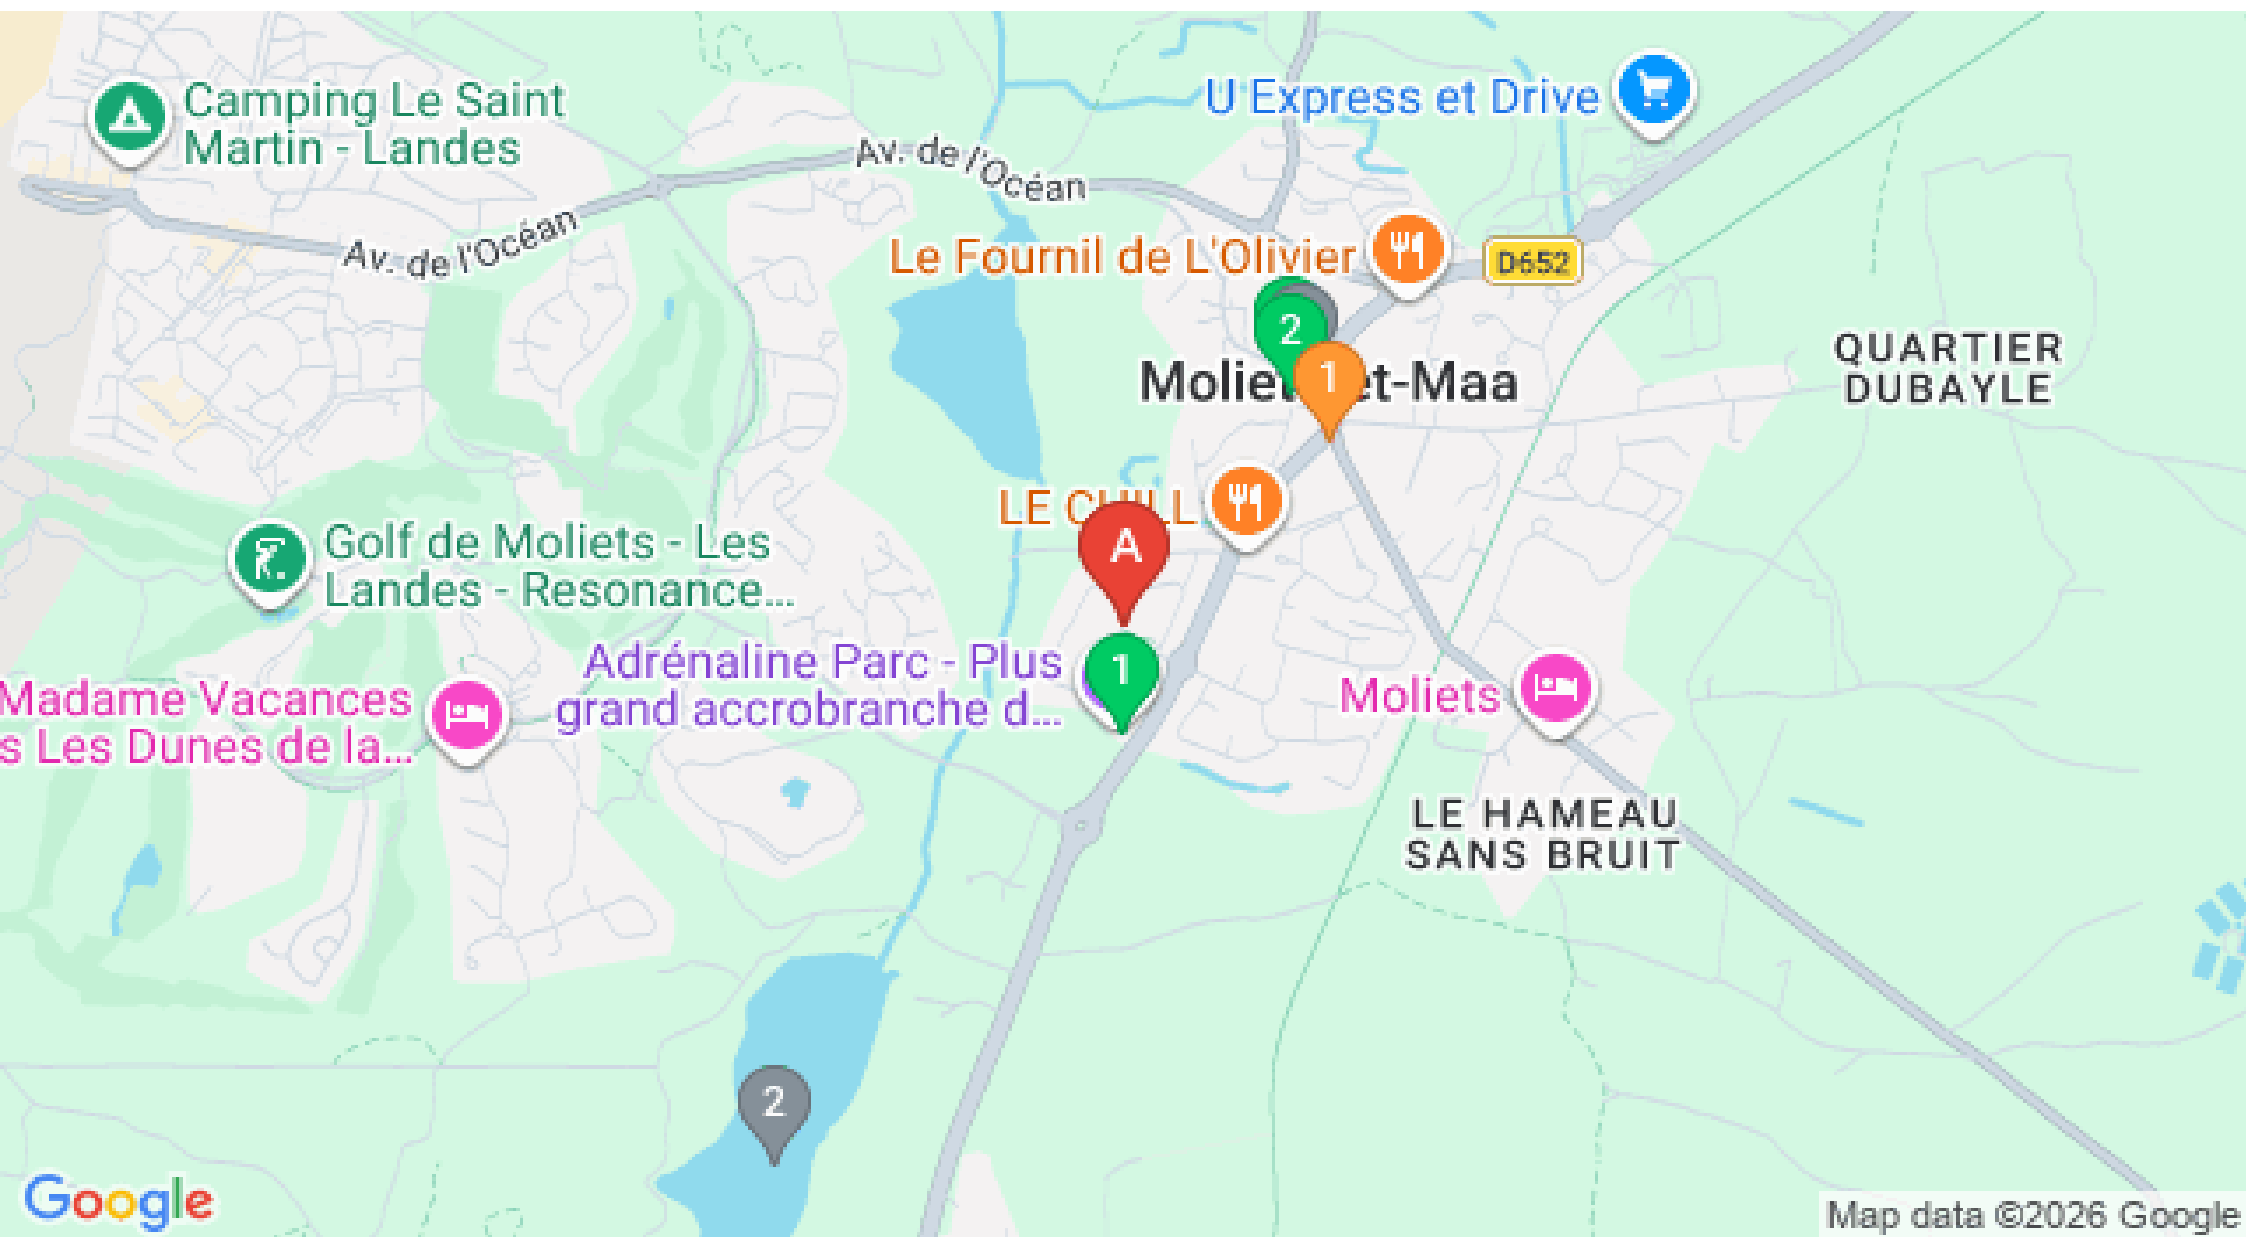 Camping Le Saint
Martin - Landes
U Express et Drive
Av. de l'Océan
Av. de l'Océan
Le Fournil de L'Olivier
D652
2
1
QUARTIER
DUBAYLE
LE
A
Golf de Moliets - Les
Landes - Resonance...
Adrénaline Parc - Plus
grand accrobranche d...
1
Madame Vacances
s Les Dunes de la...
Moliets
LE HAMEAU
SANS BRUIT
2
Google
Map data ©2026 Google